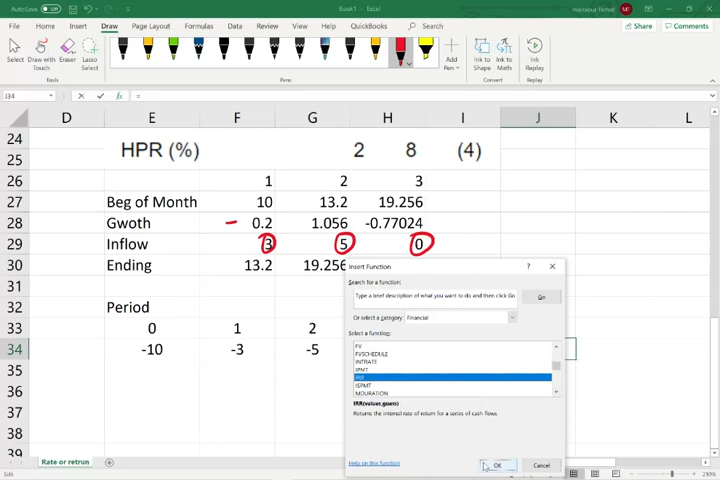 AutoSave Off Book1 - Excel mansour fomat MF
File Home Insert Draw Page Layout Formulas Data Review View Help QuickBooks Search Share Comments
Select Draw with Touch Eraser Lasso Select Add Pen Ink to Shape Ink to Math Ink Replay
Tools Pens Convert Replay
J34 fx =
D E F G H I J K L
24 HPR (%) 2 8 (4)
25
26 1 2 3
27 Beg of Month 10 13.2 19.256
28 Gwoth - 0.2 1.056 -0.77024
29 Inflow 3 5 0
30 Ending 13.2 19.256
31
32 Period
33 0 1 2
34 -10 -3 -5
35
36
37
38
39
Insert Function ? ×
Search for a function:
Type a brief description of what you want to do and then click Go
Go
Or select a category: Financial
Select a function:
FV
FVSCHEDULE
INTRATE
IPMT
IRR
ISPMT
MDURATION
IRR(values,guess)
Returns the internal rate of return for a series of cash flows.
Help on this function OK Cancel
Rate or retrun
Edit